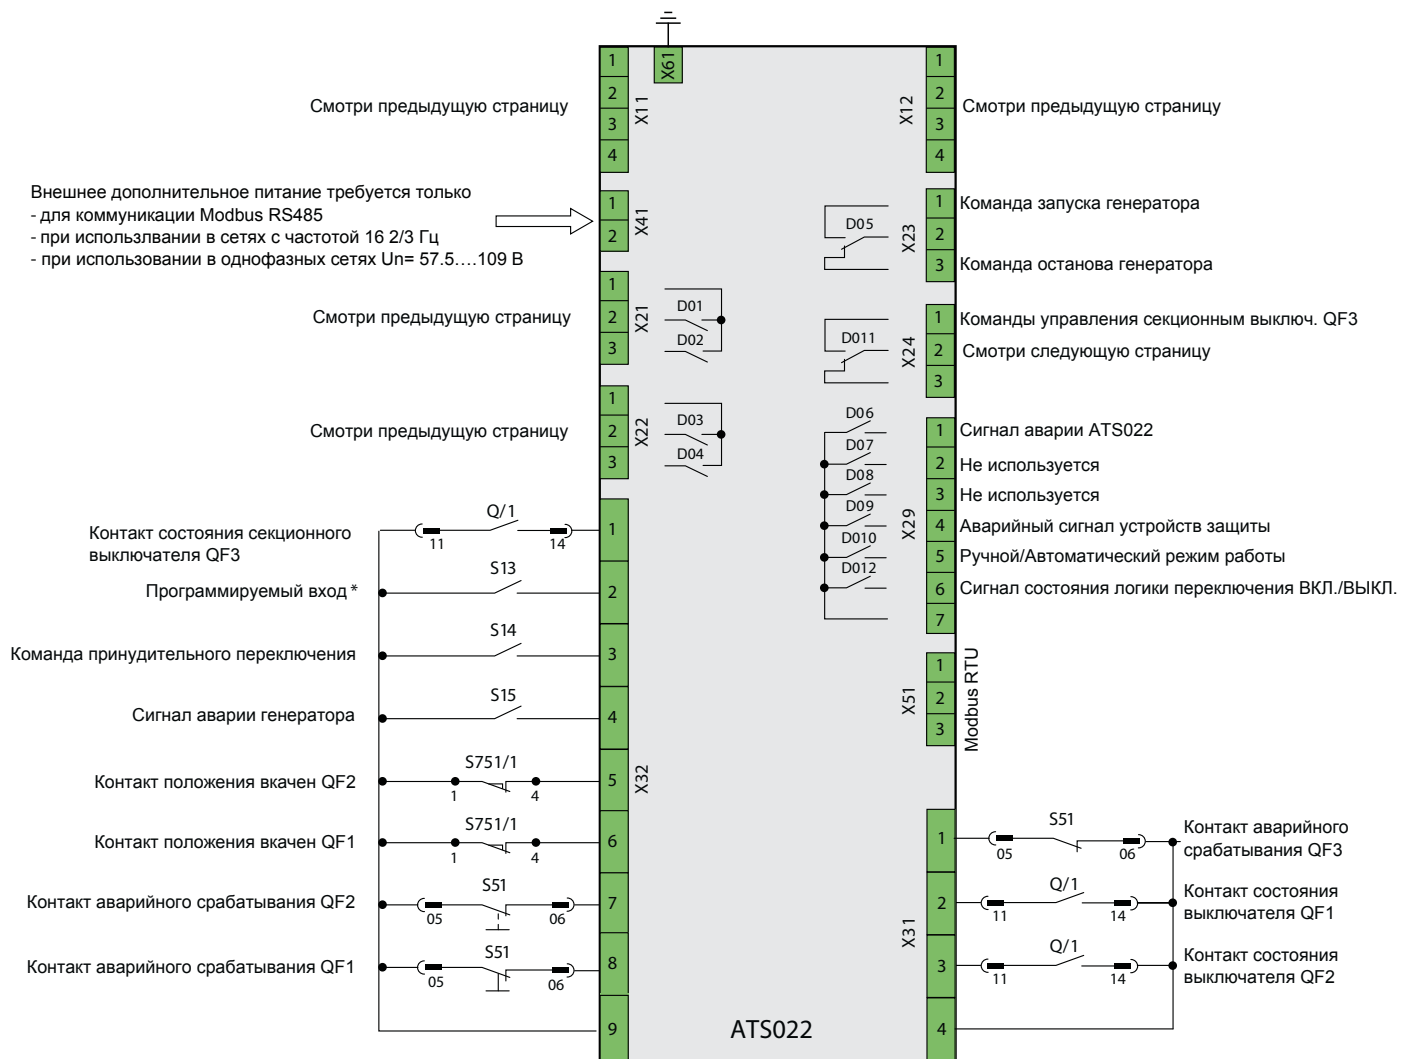 X61
1
2
3
4
X11
Смотри предыдущую страницу
1
2
3
4
X12
Смотри предыдущую страницу
Внешнее дополнительное питание требуется только
- для коммуникации Modbus RS485
- при использлвании в сетях с частотой 16 2/3 Гц
- при использовании в однофазных сетях Un= 57.5….109 В
1
2
X41
1
2
3
X23
D05
Команда запуска генератора
Команда останова генератора
Смотри предыдущую страницу
1
2
3
X21
D01
D02
D011
X24
1
2
3
Команды управления секционным выключ. QF3
Смотри следующую страницу
Смотри предыдущую страницу
1
2
3
X22
D03
D04
D06
D07
D08
D09
D010
D012
X29
1
2
3
4
5
6
7
Сигнал аварии ATS022
Не используется
Не используется
Аварийный сигнал устройств защиты
Ручной/Автоматический режим работы
Сигнал состояния логики переключения ВКЛ./ВЫКЛ.
X51
1
2
3
Modbus RTU
Контакт состояния секционного
выключателя QF3
11
Q/1
14
1
Программируемый вход *
S13
2
Команда принудительного переключения
S14
3
Сигнал аварии генератора
S15
4
Контакт положения вкачен QF2
1
S751/1
4
5
X32
Контакт положения вкачен QF1
1
S751/1
4
6
Контакт аварийного срабатывания QF2
05
S51
06
7
Контакт аварийного срабатывания QF1
05
S51
06
8
9
ATS022
X31
1
05
S51
06
Контакт аварийного
срабатывания QF3
2
11
Q/1
14
Контакт состояния
выключателя QF1
3
11
Q/1
14
Контакт состояния
выключателя QF2
4